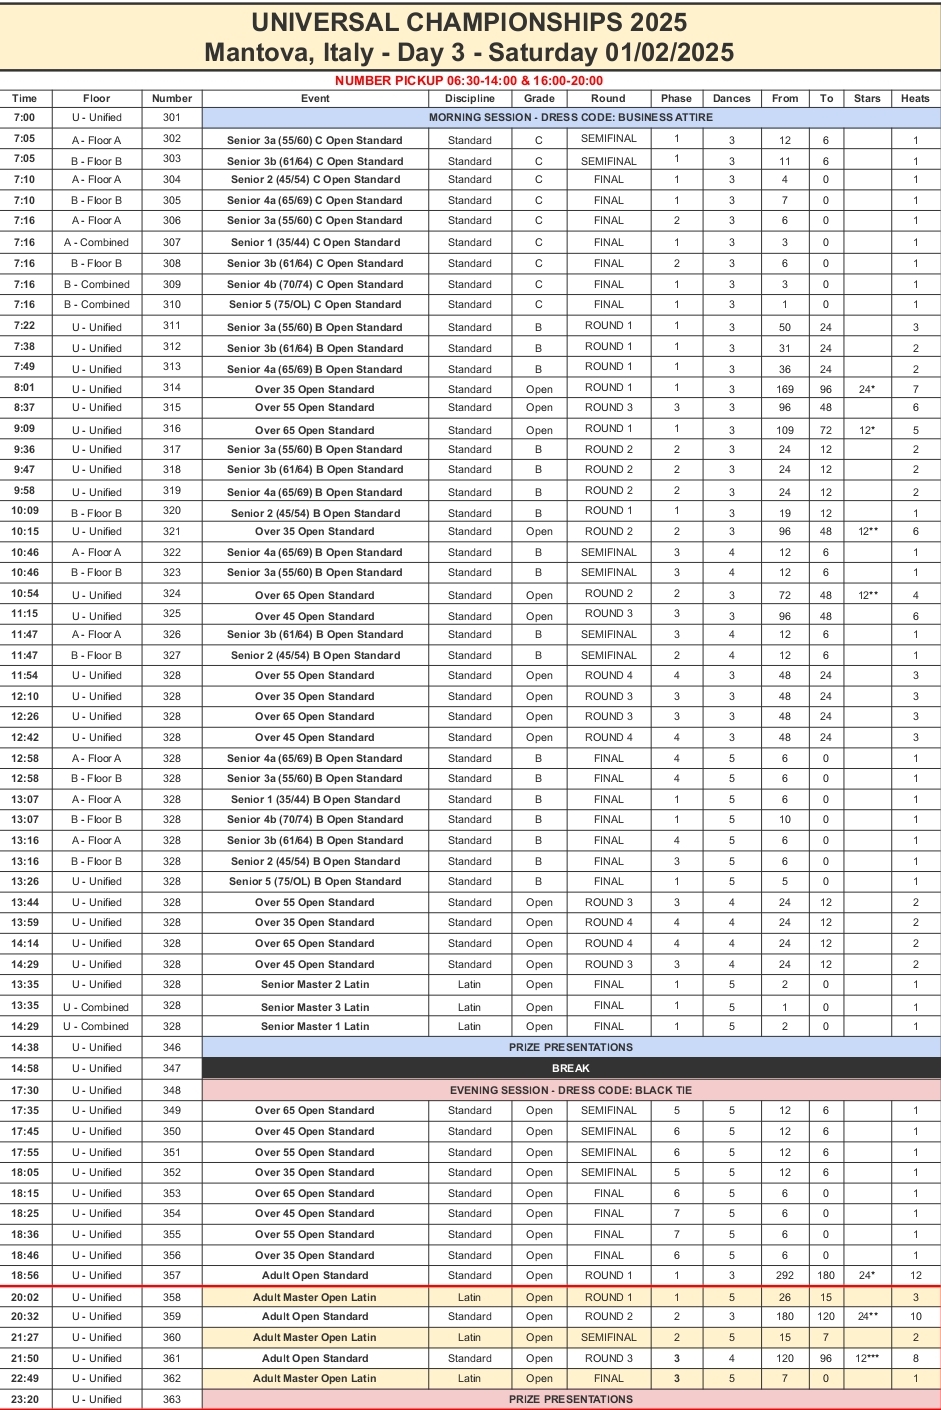 UNIVERSAL CHAMPIONSHIPS 2025
Mantova, Italy - Day 3 - Saturday 01/02/2025
NUMBER PICKUP 06:30-14:00 & 16:00-20:00
Time Floor Number Event Discipline Grade Round Phase Dances From To Stars Heats
7:00 U - Unified 301 MORNING SESSION - DRESS CODE: BUSINESS ATTIRE
7:05 A - Floor A 302 Senior 3a (55/60) C Open Standard Standard C SEMIFINAL 1 3 12 6 1
7:05 B - Floor B 303 Senior 3b (61/64) C Open Standard Standard C SEMIFINAL 1 3 11 6 1
7:10 A - Floor A 304 Senior 2 (45/54) C Open Standard Standard C FINAL 1 3 4 0 1
7:10 B - Floor B 305 Senior 4a (65/69) C Open Standard Standard C FINAL 1 3 7 0 1
7:16 A - Floor A 306 Senior 3a (55/60) C Open Standard Standard C FINAL 2 3 6 0 1
7:16 A - Combined 307 Senior 1 (35/44) C Open Standard Standard C FINAL 1 3 3 0 1
7:16 B - Floor B 308 Senior 3b (61/64) C Open Standard Standard C FINAL 2 3 6 0 1
7:16 B - Combined 309 Senior 4b (70/74) C Open Standard Standard C FINAL 1 3 3 0 1
7:16 B - Combined 310 Senior 5 (75/OL) C Open Standard Standard C FINAL 1 3 1 0 1
7:22 U - Unified 311 Senior 3a (55/60) B Open Standard Standard B ROUND 1 1 3 50 24 3
7:38 U - Unified 312 Senior 3b (61/64) B Open Standard Standard B ROUND 1 1 3 31 24 2
7:49 U - Unified 313 Senior 4a (65/69) B Open Standard Standard B ROUND 1 1 3 36 24 2
8:01 U - Unified 314 Over 35 Open Standard Standard Open ROUND 1 1 3 169 96 24* 7
8:37 U - Unified 315 Over 55 Open Standard Standard Open ROUND 3 3 3 96 48 6
9:09 U - Unified 316 Over 65 Open Standard Standard Open ROUND 1 1 3 109 72 12* 5
9:36 U - Unified 317 Senior 3a (55/60) B Open Standard Standard B ROUND 2 2 3 24 12 2
9:47 U - Unified 318 Senior 3b (61/64) B Open Standard Standard B ROUND 2 2 3 24 12 2
9:58 U - Unified 319 Senior 4a (65/69) B Open Standard Standard B ROUND 2 2 3 24 12 2
10:09 B - Floor B 320 Senior 2 (45/54) B Open Standard Standard B ROUND 1 1 3 19 12 1
10:15 U - Unified 321 Over 35 Open Standard Standard Open ROUND 2 2 3 96 48 12** 6
10:46 A - Floor A 322 Senior 4a (65/69) B Open Standard Standard B SEMIFINAL 3 4 12 6 1
10:46 B - Floor B 323 Senior 3a (55/60) B Open Standard Standard B SEMIFINAL 3 4 12 6 1
10:54 U - Unified 324 Over 65 Open Standard Standard Open ROUND 2 2 3 72 48 12** 4
11:15 U - Unified 325 Over 45 Open Standard Standard Open ROUND 3 3 3 96 48 6
11:47 A - Floor A 326 Senior 3b (61/64) B Open Standard Standard B SEMIFINAL 3 4 12 6 1
11:47 B - Floor B 327 Senior 2 (45/54) B Open Standard Standard B SEMIFINAL 2 4 12 6 1
11:54 U - Unified 328 Over 55 Open Standard Standard Open ROUND 4 4 3 48 24 3
12:10 U - Unified 328 Over 35 Open Standard Standard Open ROUND 3 3 3 48 24 3
12:26 U - Unified 328 Over 65 Open Standard Standard Open ROUND 3 3 3 48 24 3
12:42 U - Unified 328 Over 45 Open Standard Standard Open ROUND 4 4 3 48 24 3
12:58 A - Floor A 328 Senior 4a (65/69) B Open Standard Standard B FINAL 4 5 6 0 1
12:58 B - Floor B 328 Senior 3a (55/60) B Open Standard Standard B FINAL 4 5 6 0 1
13:07 A - Floor A 328 Senior 1 (35/44) B Open Standard Standard B FINAL 1 5 6 0 1
13:07 B - Floor B 328 Senior 4b (70/74) B Open Standard Standard B FINAL 1 5 10 0 1
13:16 A - Floor A 328 Senior 3b (61/64) B Open Standard Standard B FINAL 4 5 6 0 1
13:16 B - Floor B 328 Senior 2 (45/54) B Open Standard Standard B FINAL 3 5 6 0 1
13:26 U - Unified 328 Senior 5 (75/OL) B Open Standard Standard B FINAL 1 5 5 0 1
13:44 U - Unified 328 Over 55 Open Standard Standard Open ROUND 3 3 4 24 12 2
13:59 U - Unified 328 Over 35 Open Standard Standard Open ROUND 4 4 4 24 12 2
14:14 U - Unified 328 Over 65 Open Standard Standard Open ROUND 4 4 4 24 12 2
14:29 U - Unified 328 Over 45 Open Standard Standard Open ROUND 3 3 4 24 12 2
13:35 U - Unified 328 Senior Master 2 Latin Latin Open FINAL 1 5 2 0 1
13:35 U - Combined 328 Senior Master 3 Latin Latin Open FINAL 1 5 1 0 1
14:29 U - Combined 328 Senior Master 1 Latin Latin Open FINAL 1 5 2 0 1
14:38 U - Unified 346 PRIZE PRESENTATIONS
14:58 U - Unified 347 BREAK
17:30 U - Unified 348 EVENING SESSION - DRESS CODE: BLACK TIE
17:35 U - Unified 349 Over 65 Open Standard Standard Open SEMIFINAL 5 5 12 6 1
17:45 U - Unified 350 Over 45 Open Standard Standard Open SEMIFINAL 6 5 12 6 1
17:55 U - Unified 351 Over 55 Open Standard Standard Open SEMIFINAL 6 5 12 6 1
18:05 U - Unified 352 Over 35 Open Standard Standard Open SEMIFINAL 5 5 12 6 1
18:15 U - Unified 353 Over 65 Open Standard Standard Open FINAL 6 5 6 0 1
18:25 U - Unified 354 Over 45 Open Standard Standard Open FINAL 7 5 6 0 1
18:36 U - Unified 355 Over 55 Open Standard Standard Open FINAL 7 5 6 0 1
18:46 U - Unified 356 Over 35 Open Standard Standard Open FINAL 6 5 6 0 1
18:56 U - Unified 357 Adult Open Standard Standard Open ROUND 1 1 3 292 180 24* 12
20:02 U - Unified 358 Adult Master Open Latin Latin Open ROUND 1 1 5 26 15 3
20:32 U - Unified 359 Adult Open Standard Standard Open ROUND 2 2 3 180 120 24** 10
21:27 U - Unified 360 Adult Master Open Latin Latin Open SEMIFINAL 2 5 15 7 2
21:50 U - Unified 361 Adult Open Standard Standard Open ROUND 3 3 4 120 96 12*** 8
22:49 U - Unified 362 Adult Master Open Latin Latin Open FINAL 3 5 7 0 1
23:20 U - Unified 363 PRIZE PRESENTATIONS